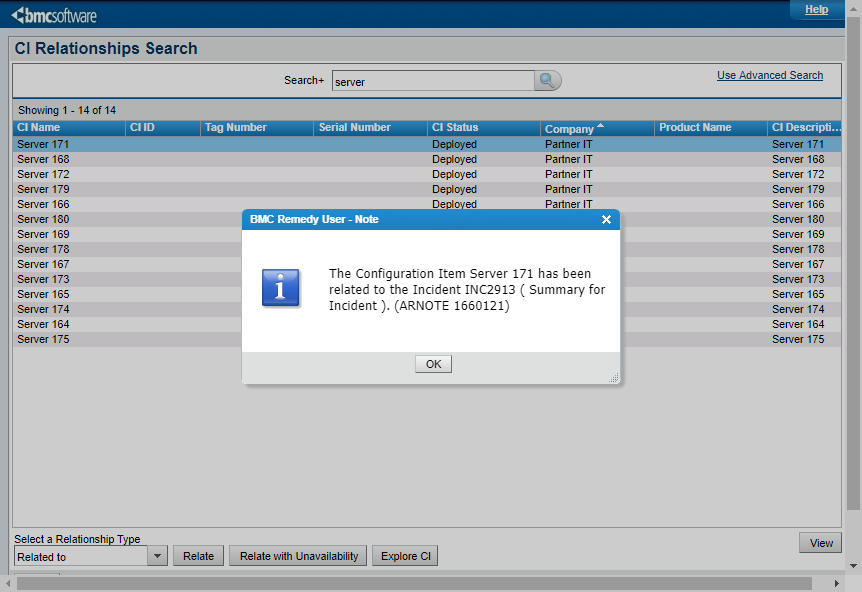 bmcsoftware Help
CI Relationships Search
Search+ server Use Advanced Search
Showing 1 - 14 of 14
CI Name CI ID Tag Number Serial Number CI Status Company Product Name CI Descripti...
Server 171 Deployed Partner IT Server 171
Server 168 Deployed Partner IT Server 168
Server 172 Deployed Partner IT Server 172
Server 179 Deployed Partner IT Server 179
Server 166 Deployed Partner IT Server 166
Server 180 Server 180
Server 169 Server 169
Server 178 Server 178
Server 167 Server 167
Server 173 Server 173
Server 165 Server 165
Server 174 Server 174
Server 164 Server 164
Server 175 Server 175
BMC Remedy User - Note
The Configuration Item Server 171 has been
related to the Incident INC2913 ( Summary for
Incident ). (ARNOTE 1660121)
OK
Select a Relationship Type
Related to Relate Relate with Unavailability Explore CI View